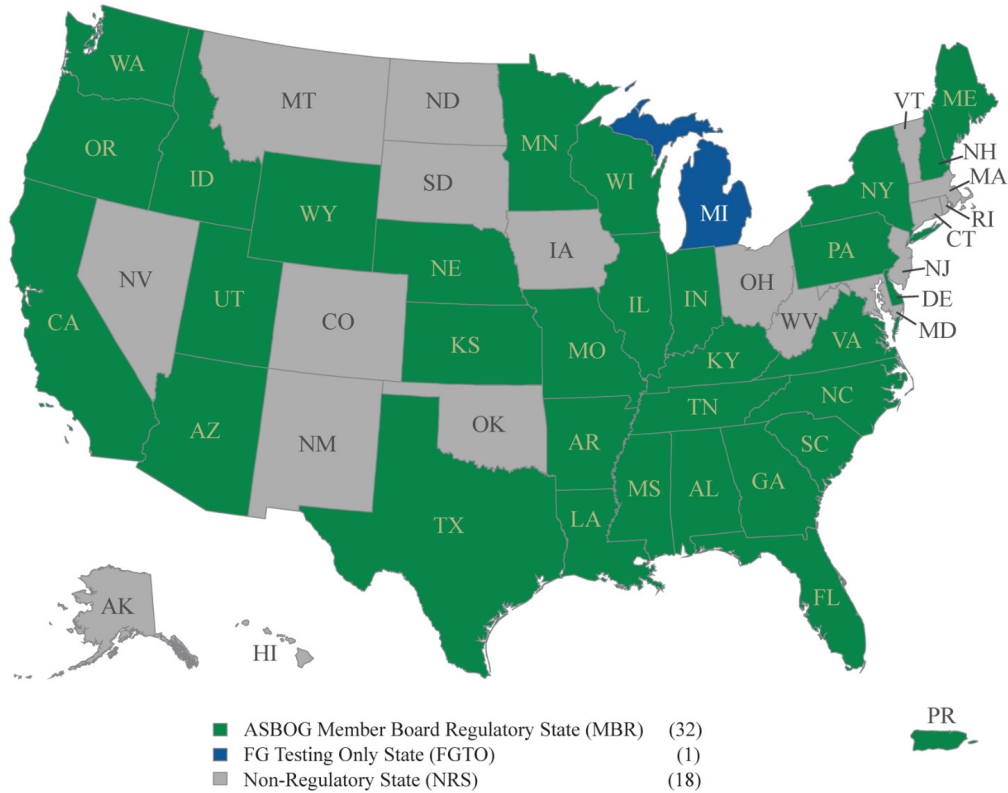 WA
MT
ND
VT
ME
OR
MN
NH
ID
SD
WI
NY
MA
WY
MI
RI
CT
IA
PA
NE
NJ
NV
OH
UT
IL
IN
DE
CA
CO
WV
MD
KS
MO
KY
VA
NC
AZ
TN
OK
NM
AR
SC
MS
AL
GA
LA
TX
FL
AK
HI
PR
ASBOG Member Board Regulatory State (MBR) (32)
FG Testing Only State (FGTO) (1)
Non-Regulatory State (NRS) (18)